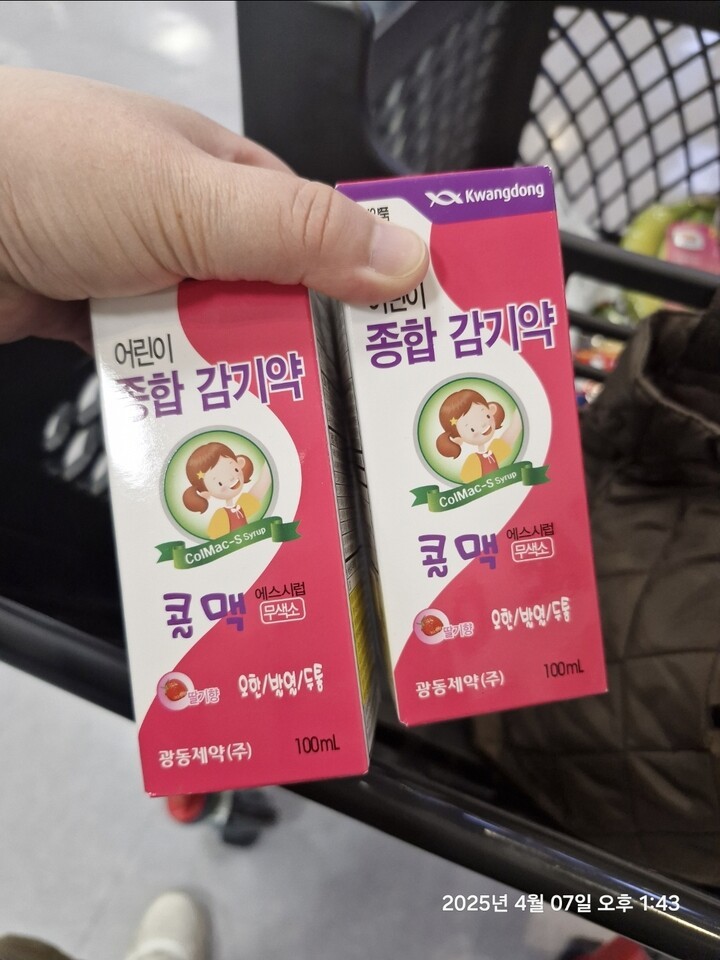 어린이
종합 감기약
ColMac-S Syrup
콜맥 에스시럽
무색소
딸기향
오한/발열/두통
광동제약(주)
100mL
Kwangdong
어린이
종합 감기약
ColMac-S Syrup
콜맥 에스시럽
무색소
딸기향
오한/발열/두통
광동제약(주)
100mL
2025년 4월 07일 오후 1:43